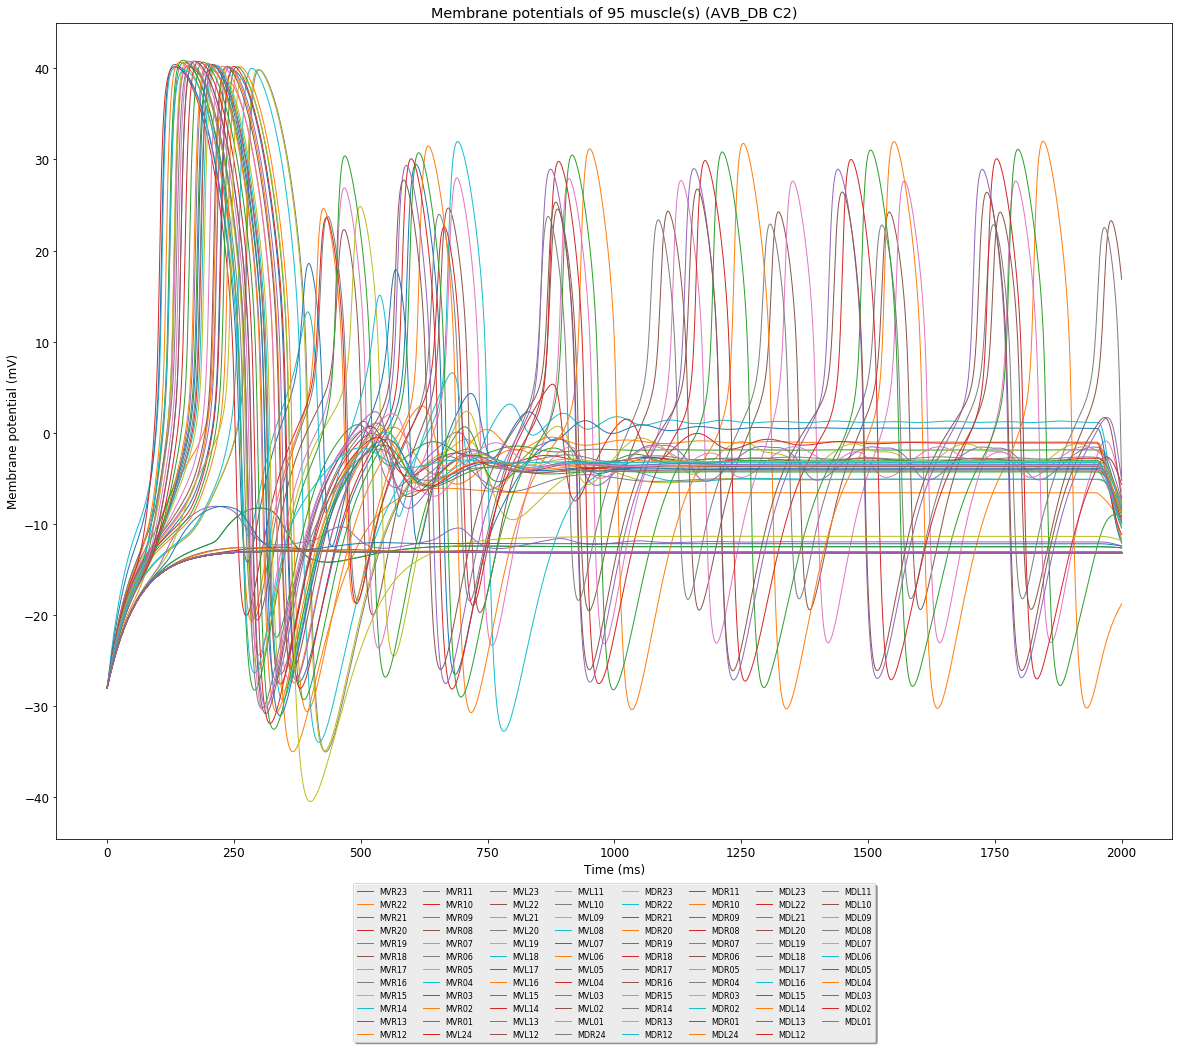 Membrane potentials of 95 muscle(s) (AVB_DB C2)
Membrane potential (mV)
40
30
20
10
0
−10
−20
−30
−40
0 250 500 750 1000 1250 1500 1750 2000
Time (ms)
MVR23 MVR11 MVL23 MVL11 MDR23 MDR11 MDL23 MDL11
MVR22 MVR10 MVL22 MVL10 MDR22 MDR10 MDL22 MDL10
MVR21 MVR09 MVL21 MVL09 MDR21 MDR09 MDL21 MDL09
MVR20 MVR08 MVL20 MVL08 MDR20 MDR08 MDL20 MDL08
MVR19 MVR07 MVL19 MVL07 MDR19 MDR07 MDL19 MDL07
MVR18 MVR06 MVL18 MVL06 MDR18 MDR06 MDL18 MDL06
MVR17 MVR05 MVL17 MVL05 MDR17 MDR05 MDL17 MDL05
MVR16 MVR04 MVL16 MVL04 MDR16 MDR04 MDL16 MDL04
MVR15 MVR03 MVL15 MVL03 MDR15 MDR03 MDL15 MDL03
MVR14 MVR02 MVL14 MVL02 MDR14 MDR02 MDL14 MDL02
MVR13 MVR01 MVL13 MVL01 MDR13 MDR01 MDL13 MDL01
MVR12 MVL24 MVL12 MDR24 MDR12 MDL24 MDL12